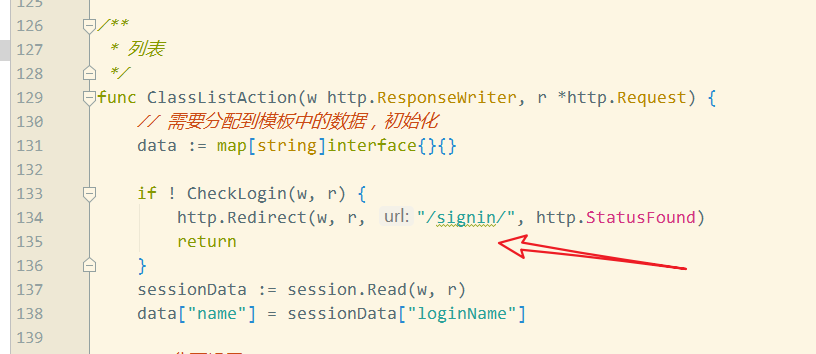 125
126 /**
127 * 列表
128 */
129 func ClassListAction(w http.ResponseWriter, r *http.Request) {
130 // 需要分配到模板中的数据，初始化
131 data := map[string]interface{}{}
132
133 if ! CheckLogin(w, r) {
134 http.Redirect(w, r, url: "/signin/", http.StatusFound)
135 return
136 }
137 sessionData := session.Read(w, r)
138 data["name"] = sessionData["loginName"]
139